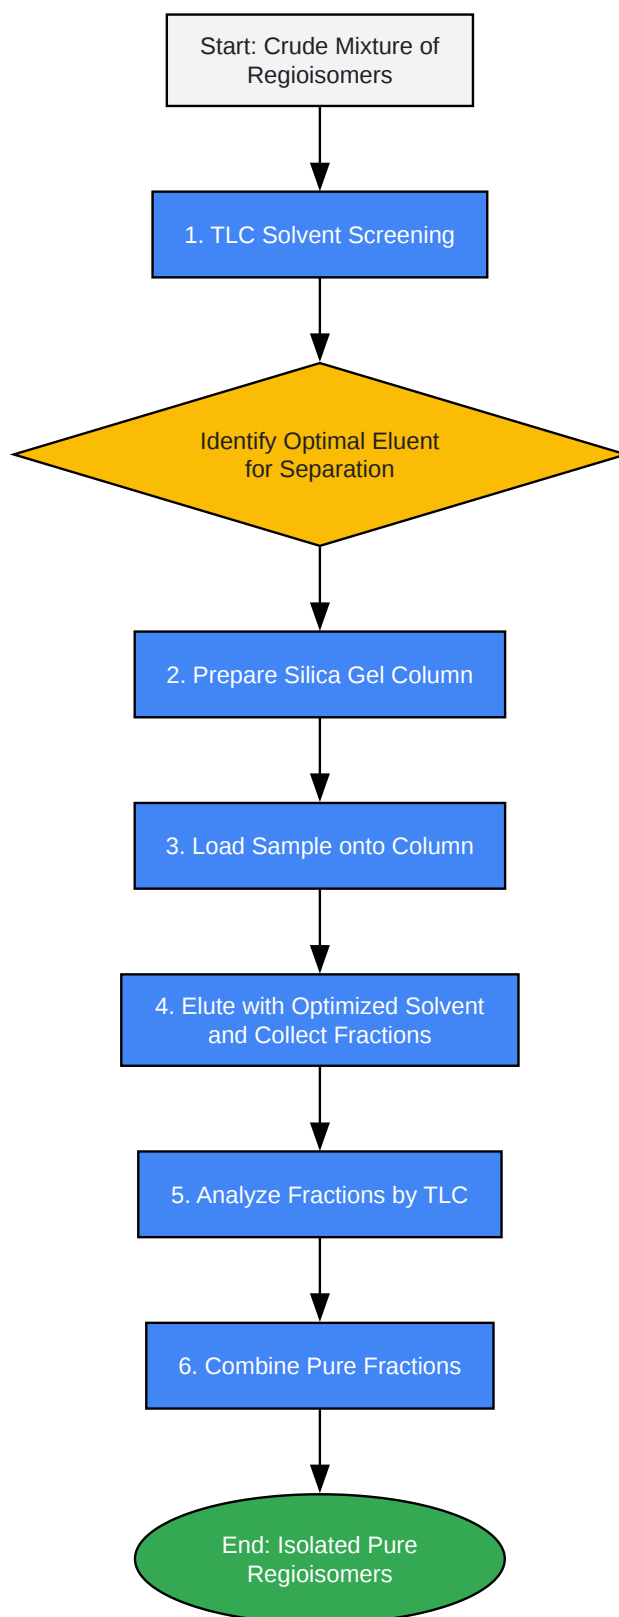 Start: Crude Mixture of
Regioisomers
1. TLC Solvent Screening
Identify Optimal Eluent
for Separation
2. Prepare Silica Gel Column
3. Load Sample onto Column
4. Elute with Optimized Solvent
and Collect Fractions
5. Analyze Fractions by TLC
6. Combine Pure Fractions
End: Isolated Pure
Regioisomers